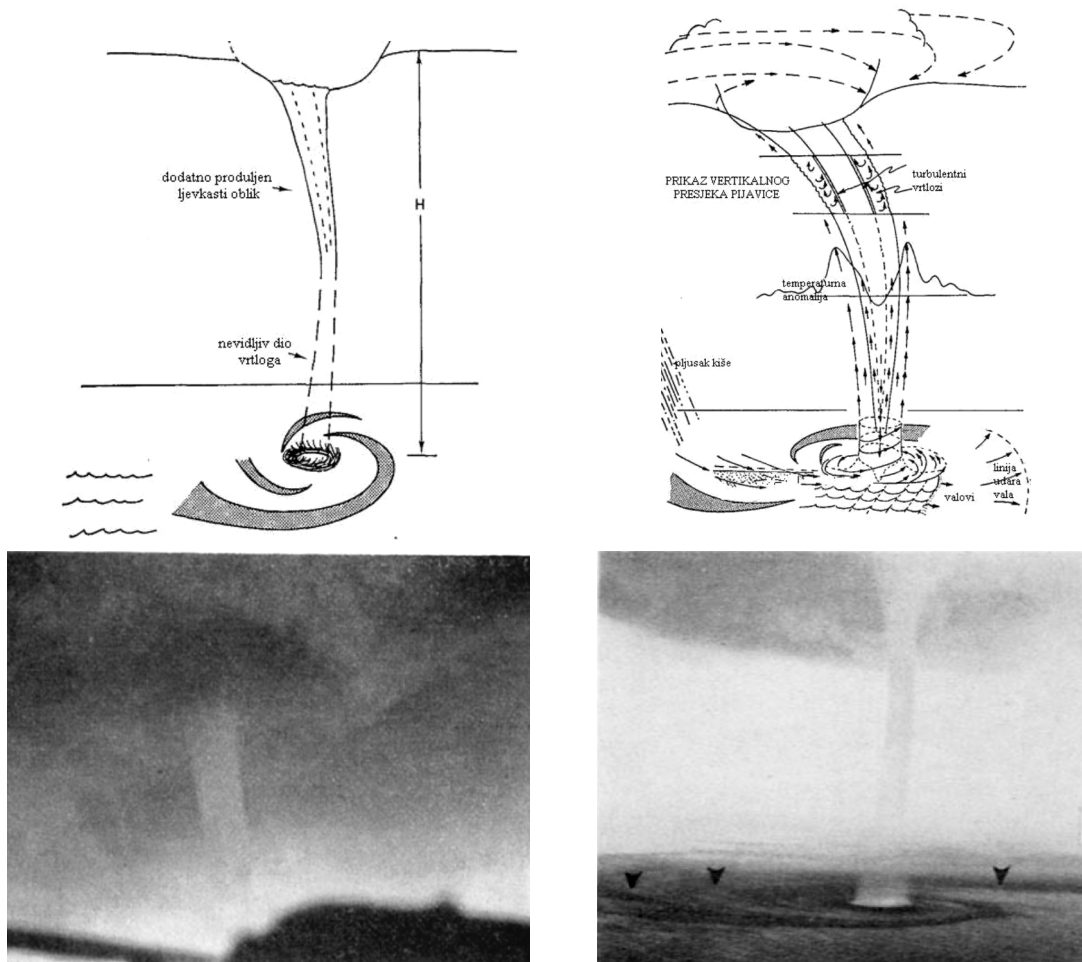 dodatno produljen
ljevkasti oblik
H
nevidljiv dio
vrtloga
PRIKAZ VERTIKALNOG
PRESJEKA PIJAVICE
turbulentni
vrtlozi
temperaturna
anomalija
pljusak kiše
linija
udara
vala
valovi